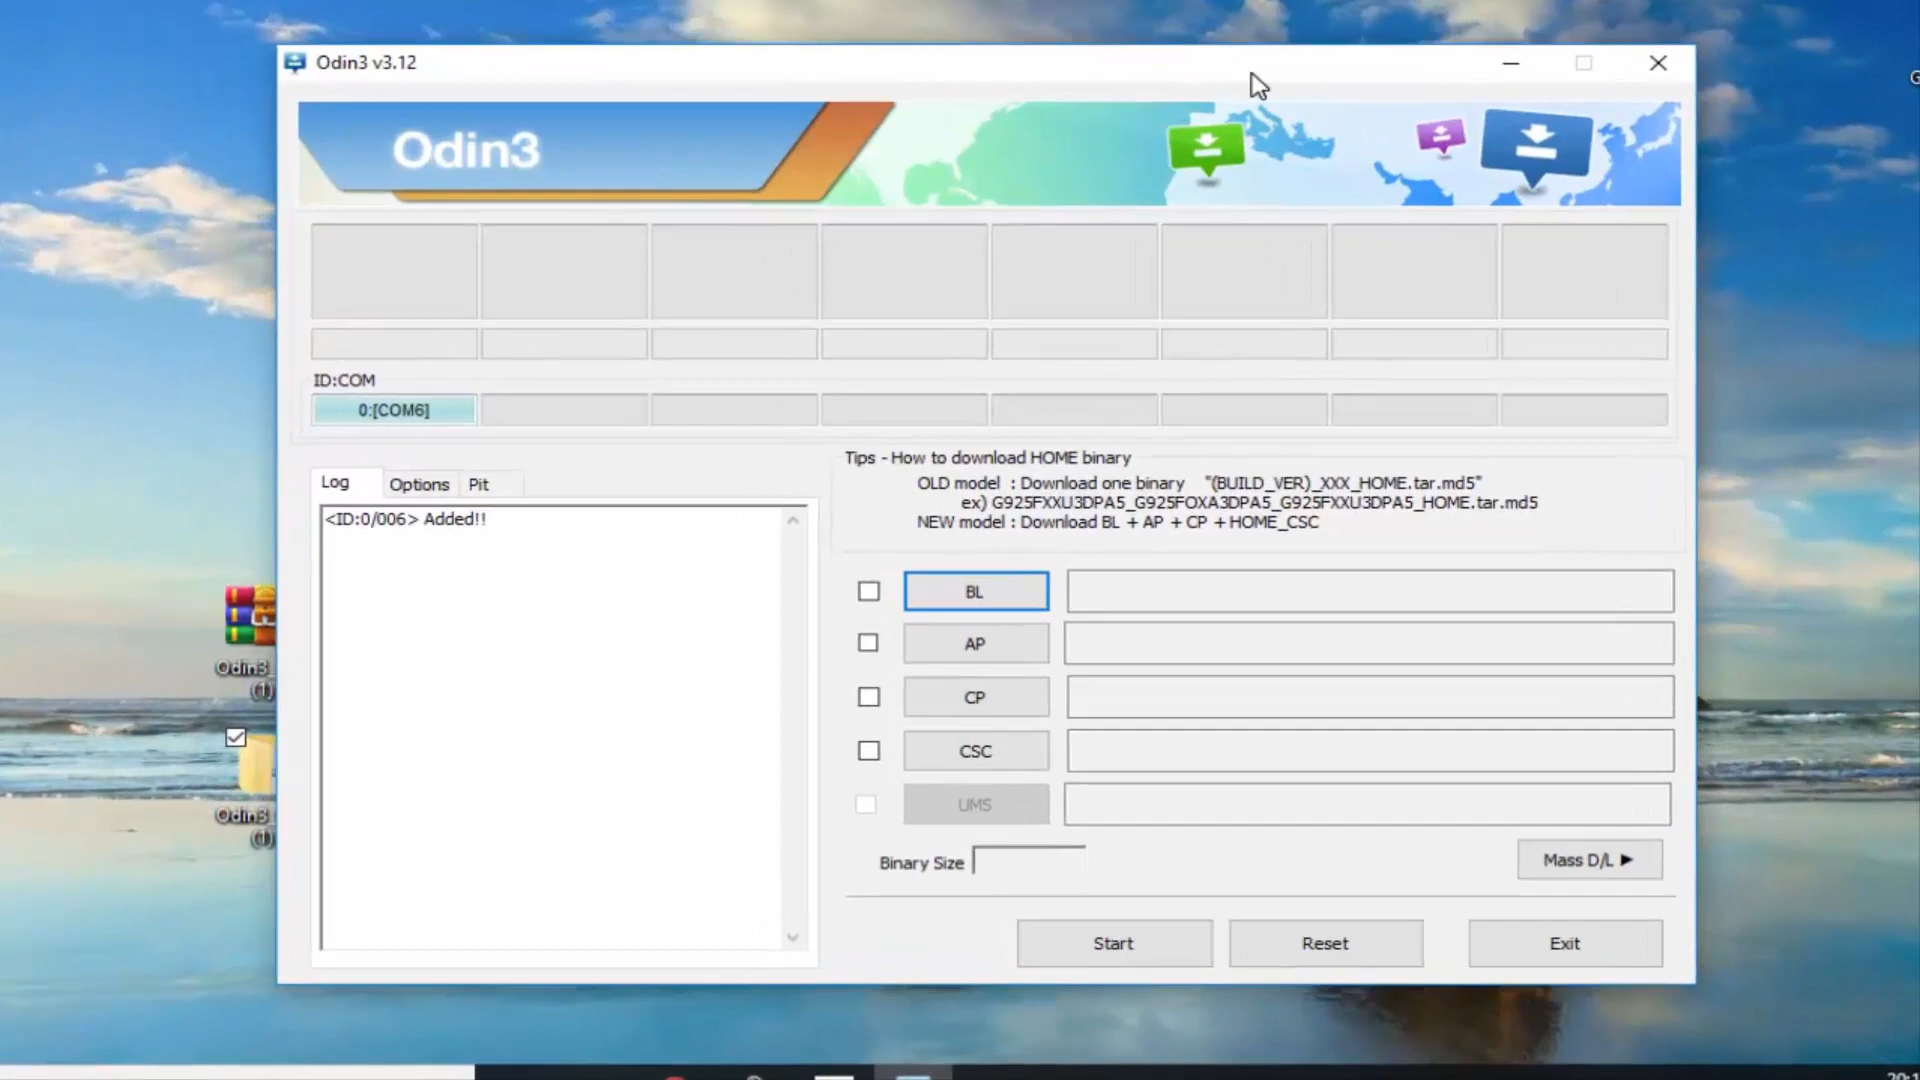 Odin3 v3.12
Odin3
ID:COM
0:[COM6]
Log
Options
Pit
<ID:0/006> Added!!
Tips - How to download HOME binary
OLD model : Download one binary "(BUILD_VER)_XXX_HOME.tar.md5"
ex) G925FXXU3DPA5_G925FOXA3DPA5_G925FXXU3DPA5_HOME.tar.md5
NEW model : Download BL + AP + CP + HOME_CSC
BL
AP
CP
CSC
UMS
Binary Size
Mass D/L ►
Start
Reset
Exit
Odin3
(1)
Odin3
(1)